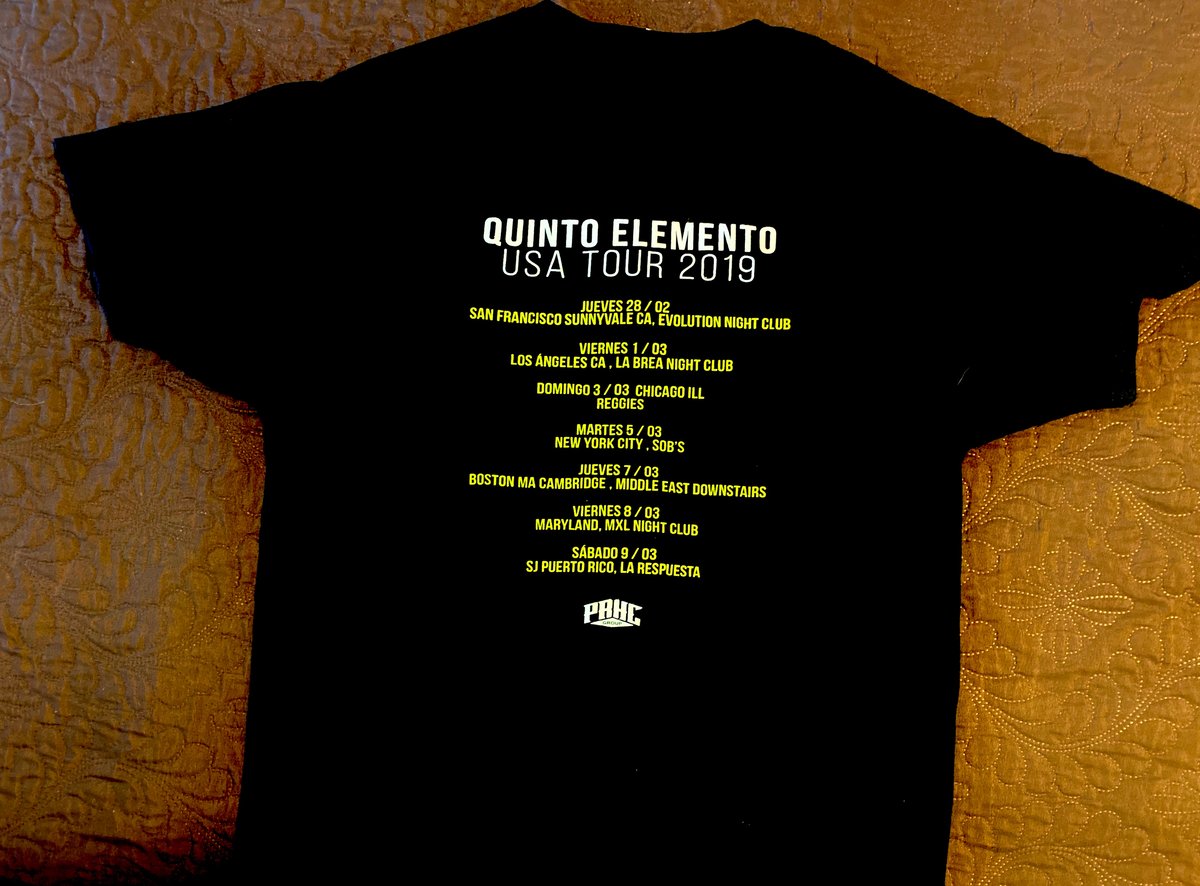 QUINTO ELEMENTO
USA TOUR 2019
JUEVES 28 / 02
SAN FRANCISCO SUNNYVALE CA, EVOLUTION NIGHT CLUB
VIERNES 1 / 03
LOS ÁNGELES CA , LA BREA NIGHT CLUB
DOMINGO 3 / 03 CHICAGO ILL
REGGIES
MARTES 5 / 03
NEW YORK CITY , SOB'S
JUEVES 7 / 03
BOSTON MA CAMBRIDGE , MIDDLE EAST DOWNSTAIRS
VIERNES 8 / 03
MARYLAND, MXL NIGHT CLUB
SÁBADO 9 / 03
SJ PUERTO RICO, LA RESPUESTA
PRHC
GROUP